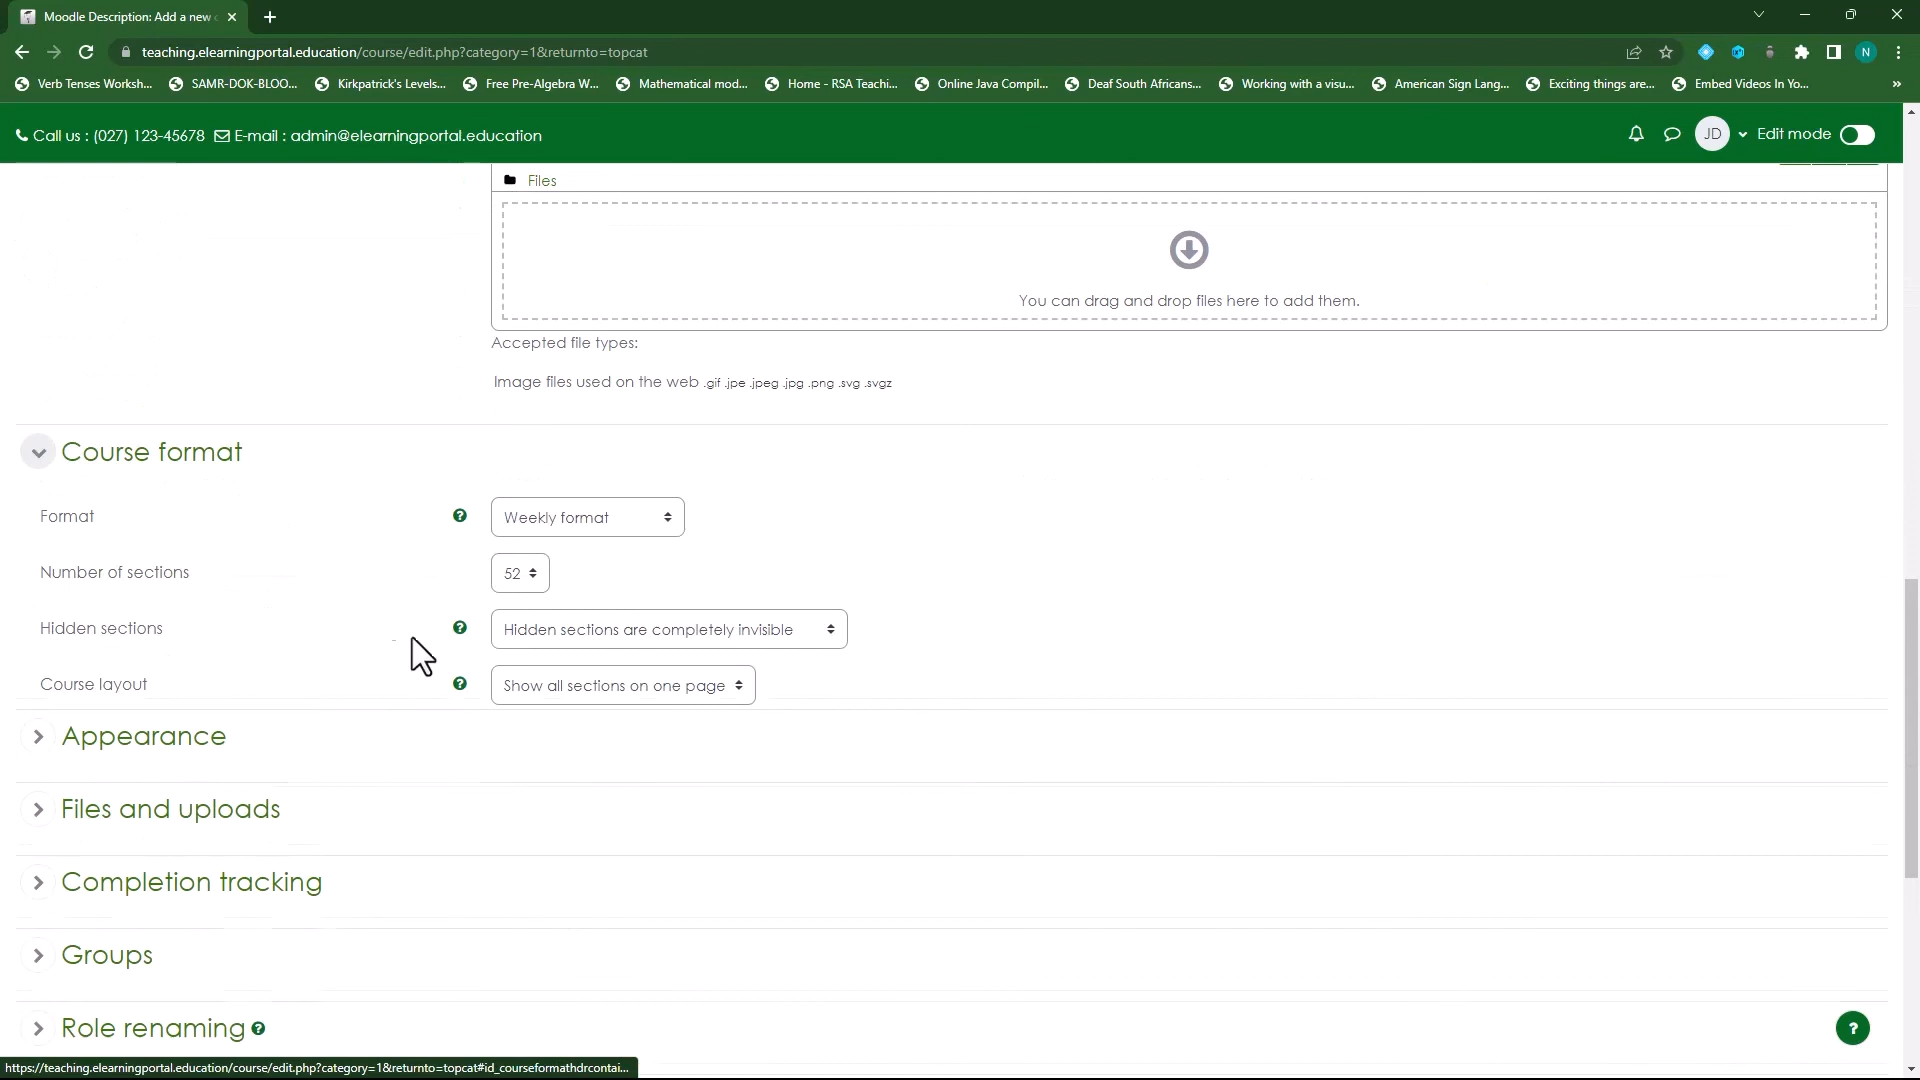 Moodle Description: Add a new c
teaching.elearningportal.education/course/edit.php?category=1&returnto=topcat
N
Verb Tenses Worksh... SAMR-DOK-BLOO... Kirkpatrick's Levels... Free Pre-Algebra W... Mathematical mod... Home - RSA Teachi... Online Java Compil... Deaf South Africans... Working with a visu... American Sign Lang... Exciting things are... Embed Videos In Yo... »
Call us : (027) 123-45678 E-mail : admin@elearningportal.education JD Edit mode
Files
You can drag and drop files here to add them.
Accepted file types:
Image files used on the web .gif .jpe .jpeg .jpg .png .svg .svgz
Course format
Format ? Weekly format
Number of sections 52
Hidden sections ? Hidden sections are completely invisible
Course layout ? Show all sections on one page
Appearance
Files and uploads
Completion tracking
Groups
Role renaming ?
?
https://teaching.elearningportal.education/course/edit.php?category=1&returnto=topcat#id_courseformathdrcontai...